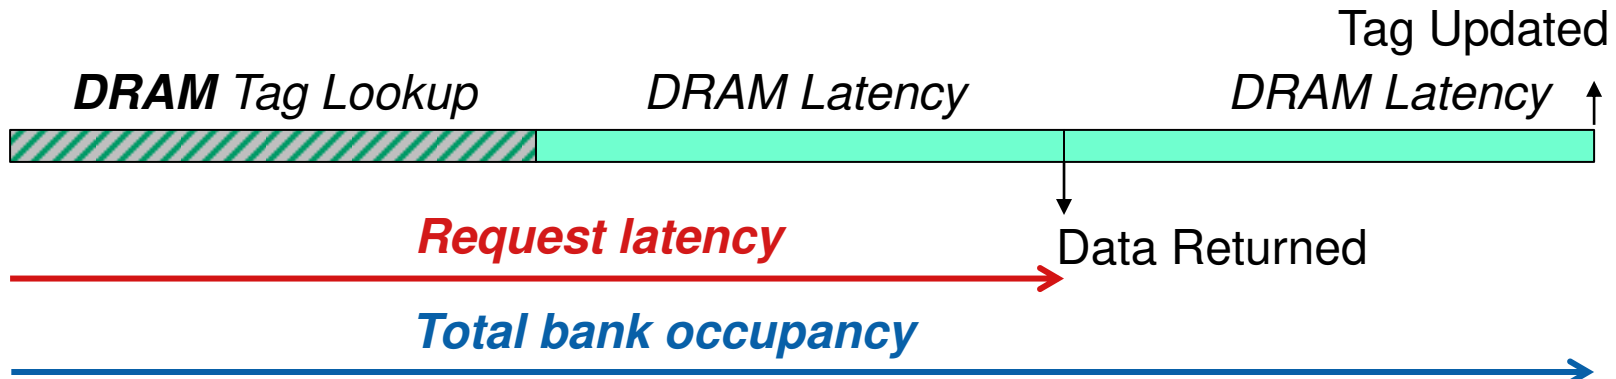 Tag Updated
DRAM Tag Lookup DRAM Latency DRAM Latency
Request latency
Data Returned
Total bank occupancy